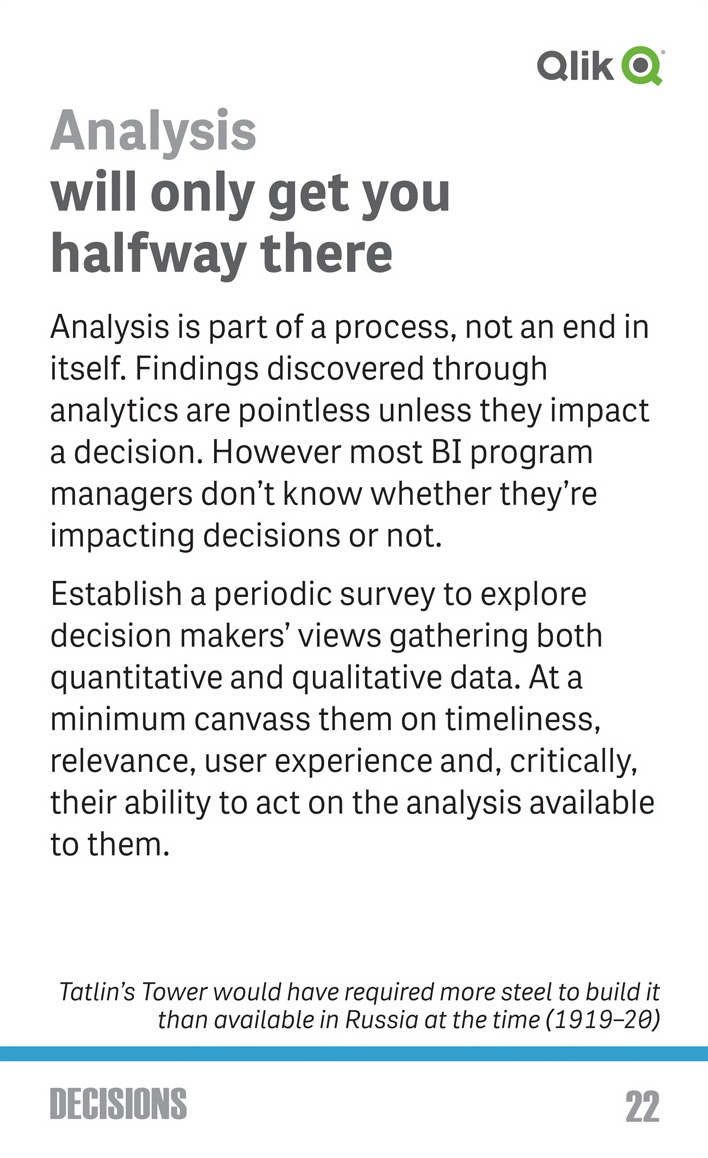 Qlik
Analysis
will only get you
halfway there
Analysis is part of a process, not an end in
itself. Findings discovered through
analytics are pointless unless they impact
a decision. However most BI program
managers don’t know whether they’re
impacting decisions or not.
Establish a periodic survey to explore
decision makers’ views gathering both
quantitative and qualitative data. At a
minimum canvass them on timeliness,
relevance, user experience and, critically,
their ability to act on the analysis available
to them.
Tatlin’s Tower would have required more steel to build it
than available in Russia at the time (1919–20)
DECISIONS
22